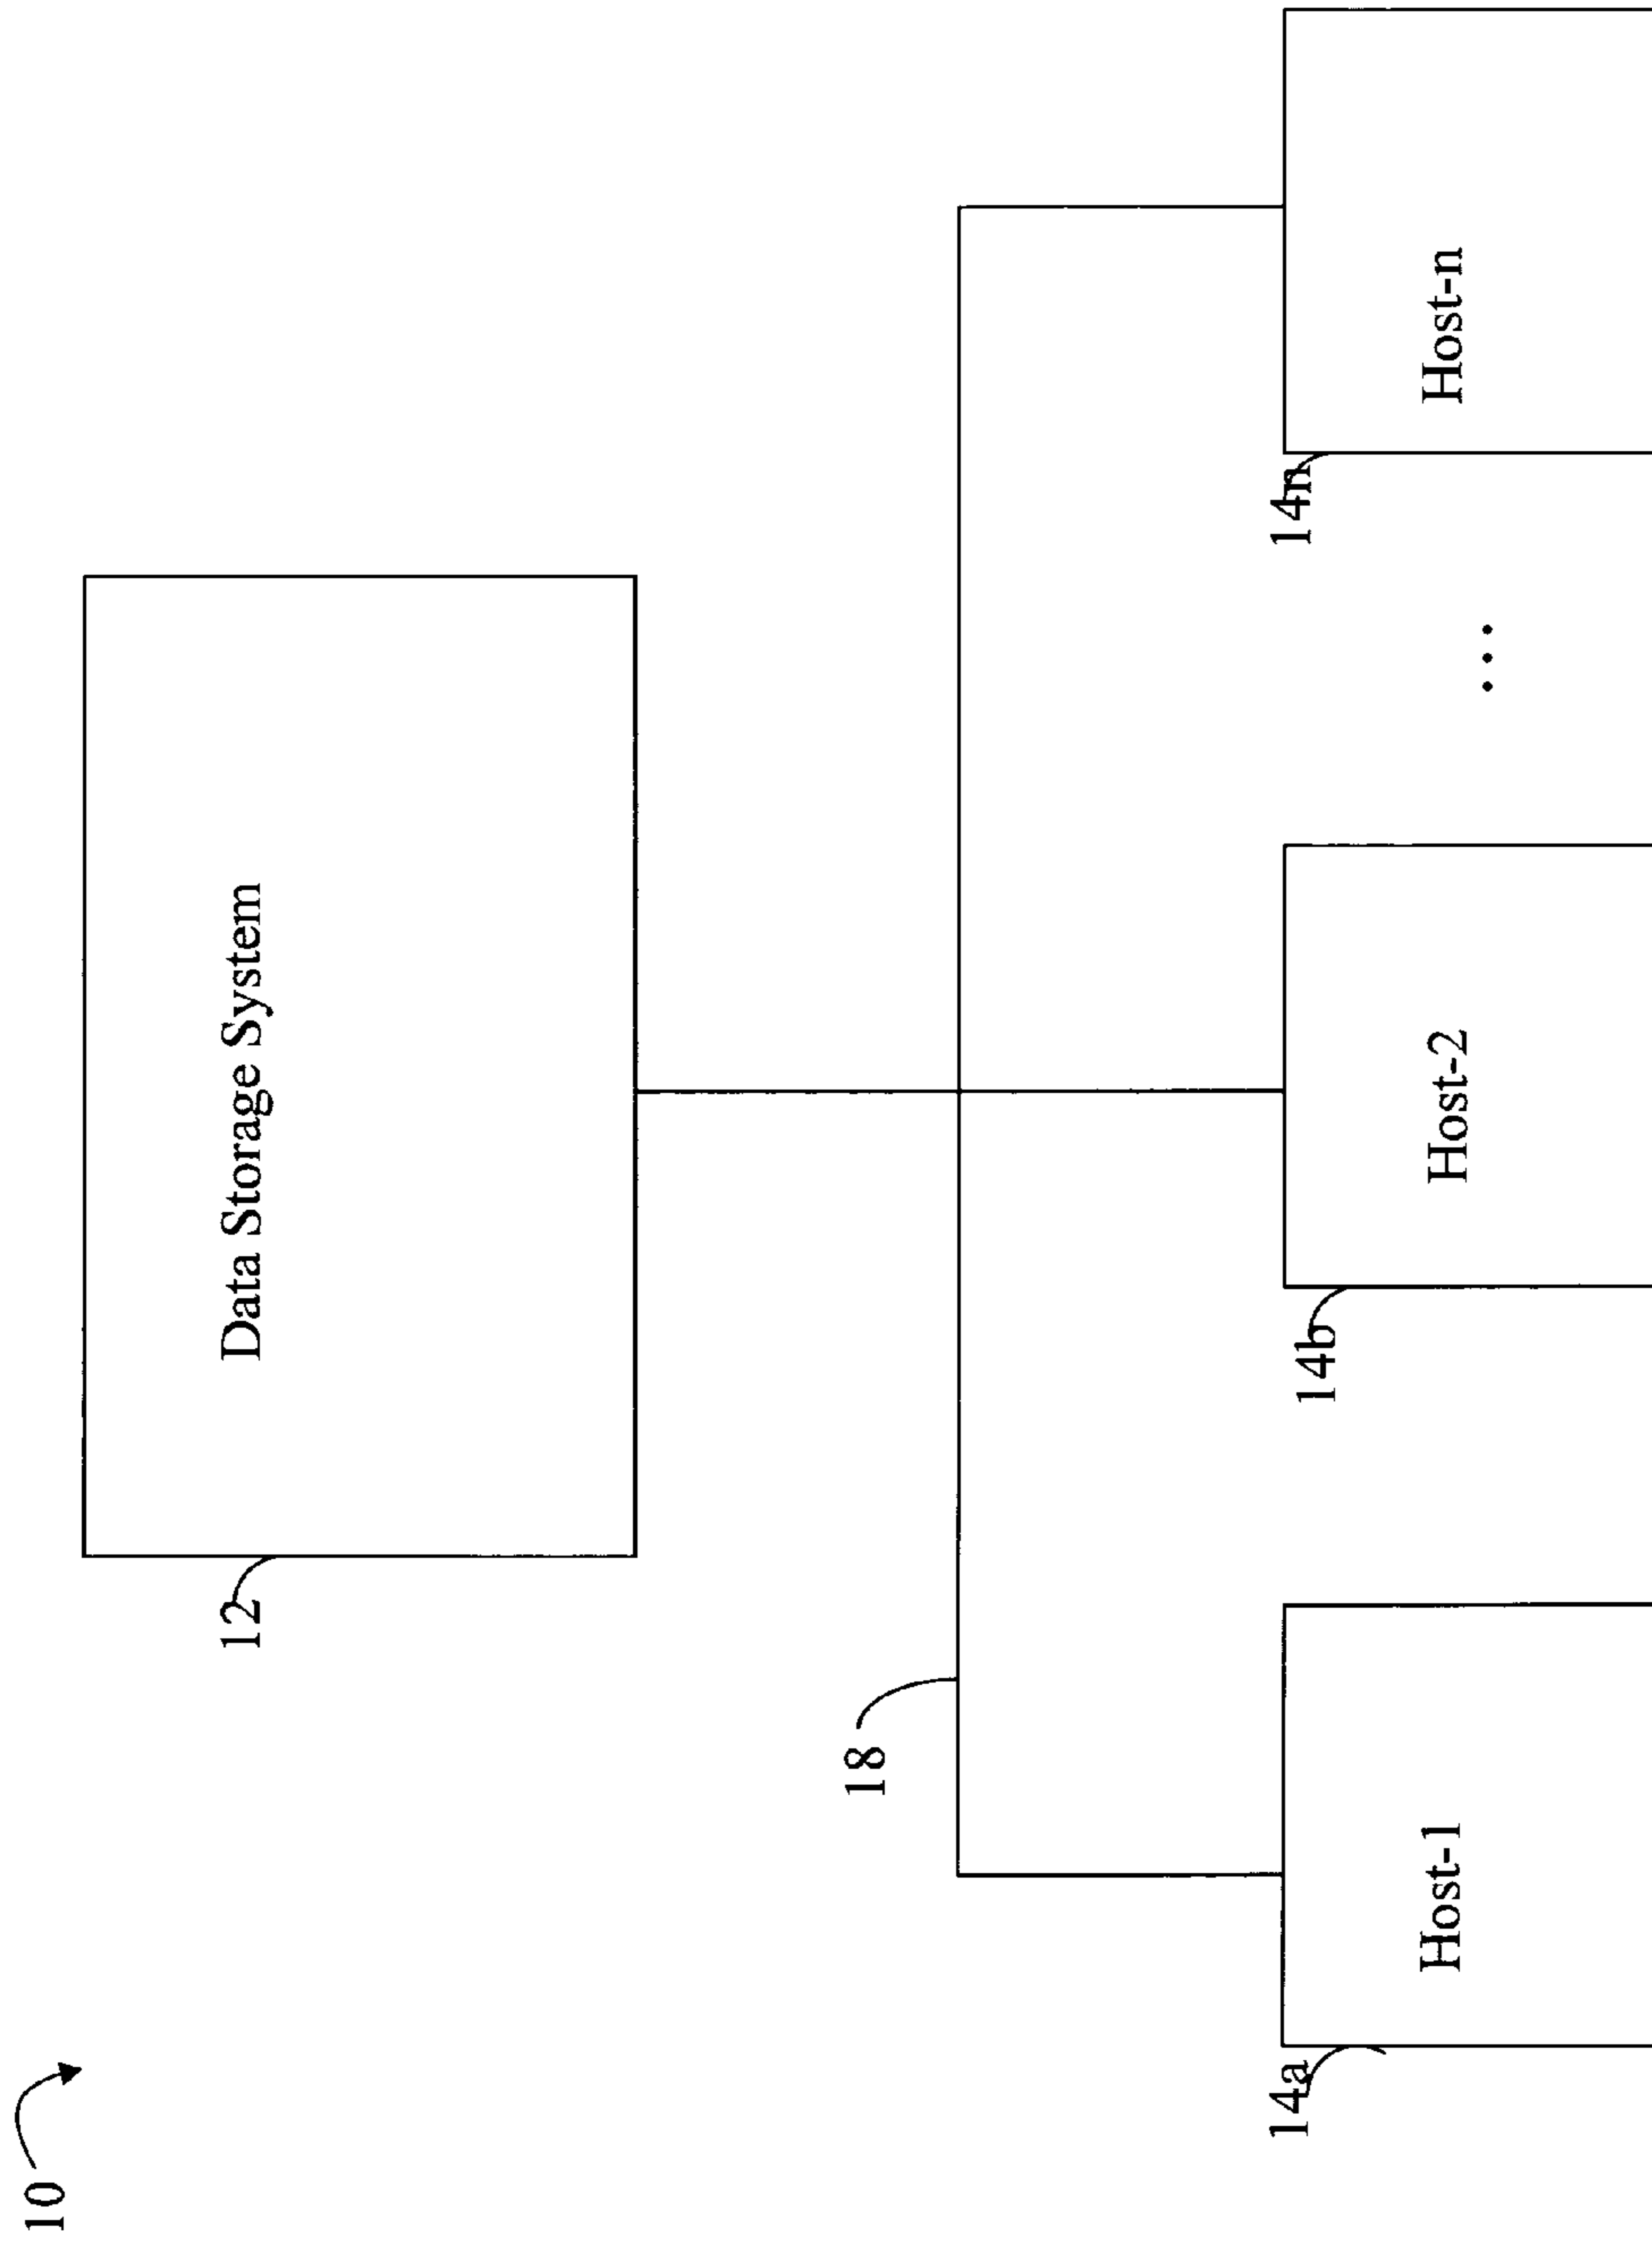 10
12
Data Storage System
18
14a
Host-1
14b
Host-2
...
14n
Host-n